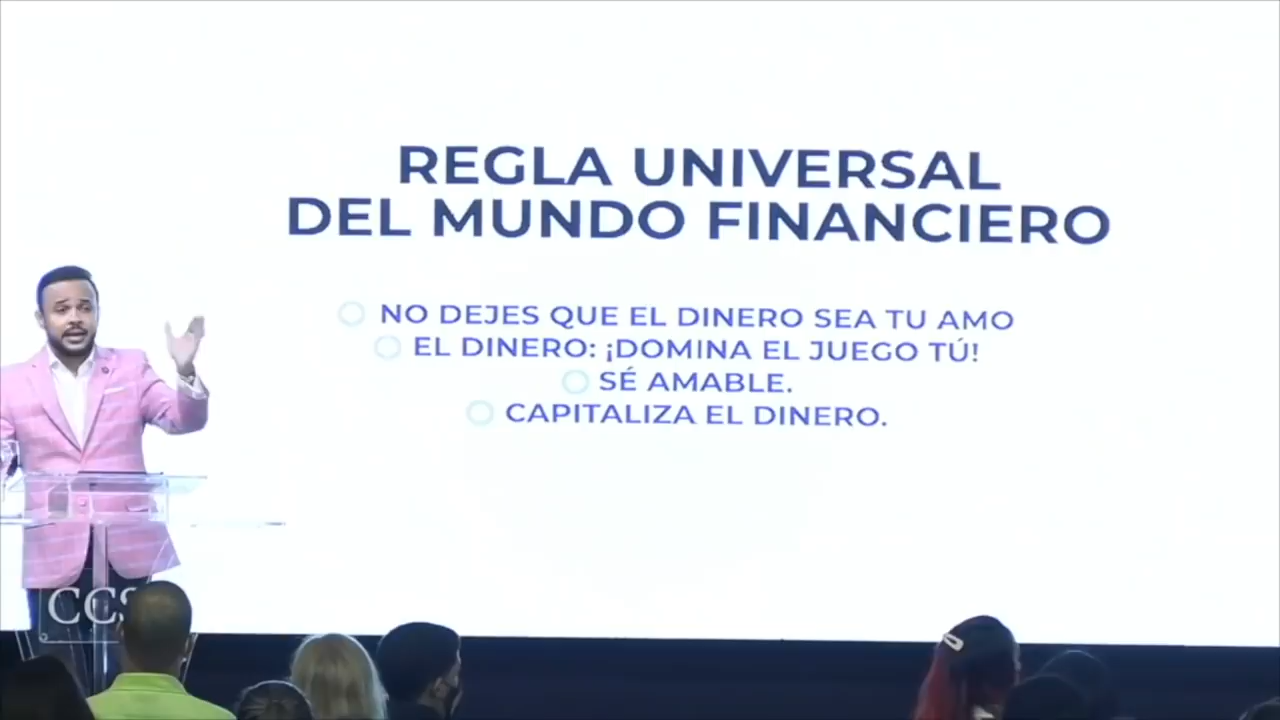 REGLA UNIVERSAL
DEL MUNDO FINANCIERO
NO DEJES QUE EL DINERO SEA TU AMO
EL DINERO: ¡DOMINA EL JUEGO TÚ!
SÉ AMABLE.
CAPITALIZA EL DINERO.
CCS